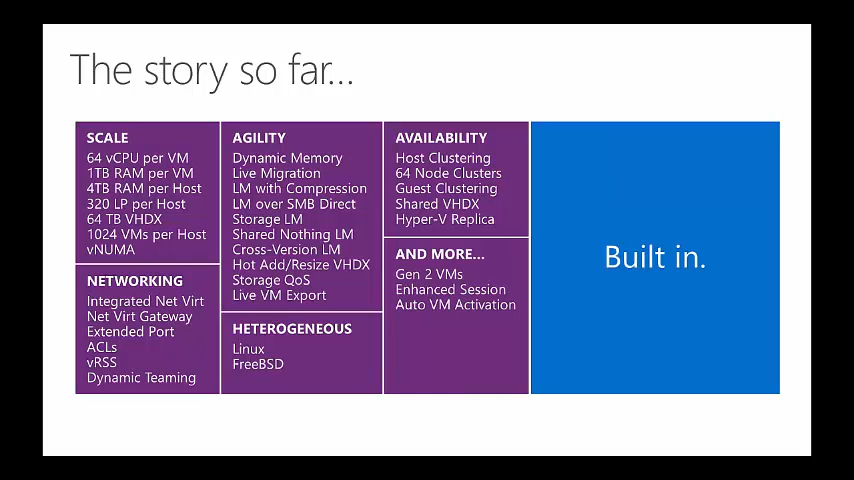 The story so far...
SCALE
64 vCPU per VM
1TB RAM per VM
4TB RAM per Host
320 LP per Host
64 TB VHDX
1024 VMs per Host
vNUMA
NETWORKING
Integrated Net Virt
Net Virt Gateway
Extended Port
ACLs
vRSS
Dynamic Teaming
AGILITY
Dynamic Memory
Live Migration
LM with Compression
LM over SMB Direct
Storage LM
Shared Nothing LM
Cross-Version LM
Hot Add/Resize VHDX
Storage QoS
Live VM Export
HETEROGENEOUS
Linux
FreeBSD
AVAILABILITY
Host Clustering
64 Node Clusters
Guest Clustering
Shared VHDX
Hyper-V Replica
AND MORE...
Gen 2 VMs
Enhanced Session
Auto VM Activation
Built in.